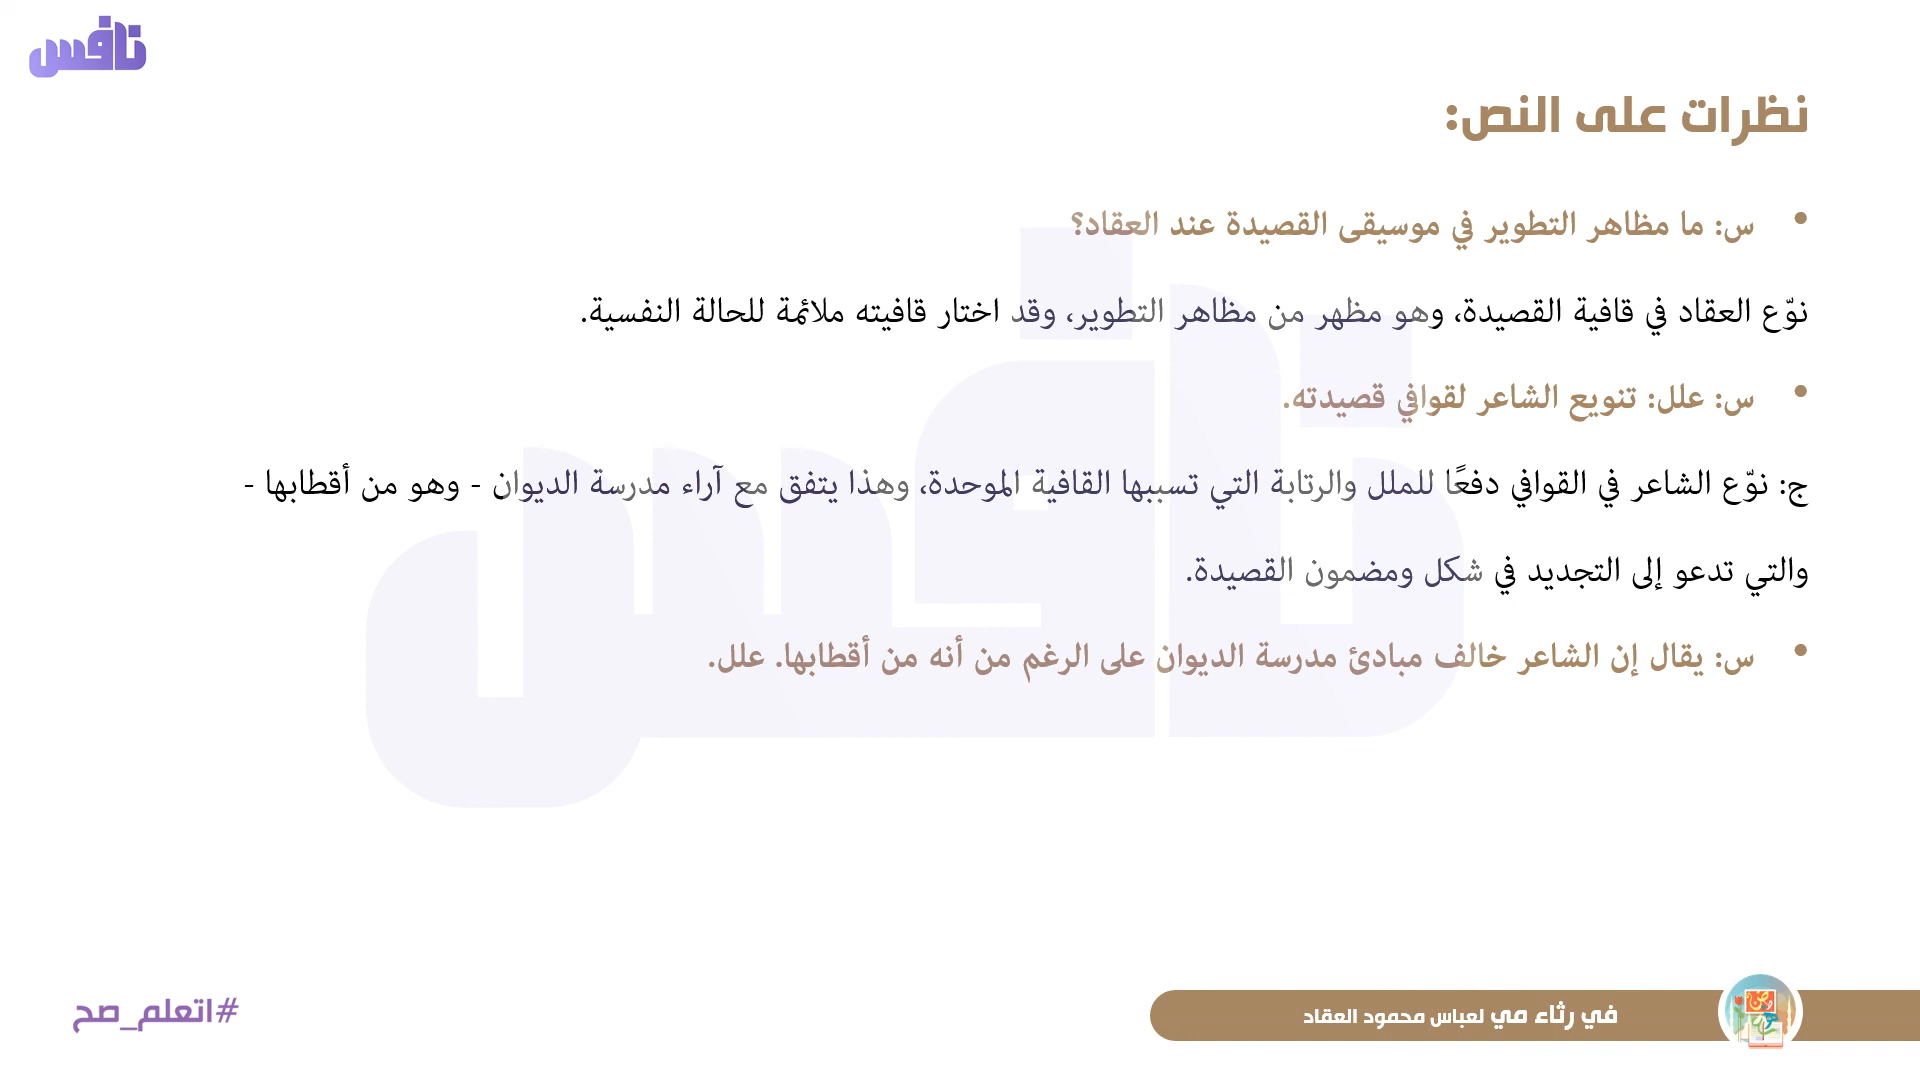 نافس
نظرات على النص:
• س: ما مظاهر التطوير في موسيقى القصيدة عند العقاد؟
نوّع العقاد في قافية القصيدة، وهو مظهر من مظاهر التطوير، وقد اختار قافيته ملائمة للحالة النفسية.
• س: علل: تنويع الشاعر لقوافي قصيدته.
ج: نوّع الشاعر في القوافي دفعًا للملل والرتابة التي تسببها القافية الموحدة، وهذا يتفق مع آراء مدرسة الديوان - وهو من أقطابها -
والتي تدعو إلى التجديد في شكل ومضمون القصيدة.
• س: يقال إن الشاعر خالف مبادئ مدرسة الديوان على الرغم من أنه من أقطابها. علل.
في رثاء مي لعباس محمود العقاد
#اتعلم_صح